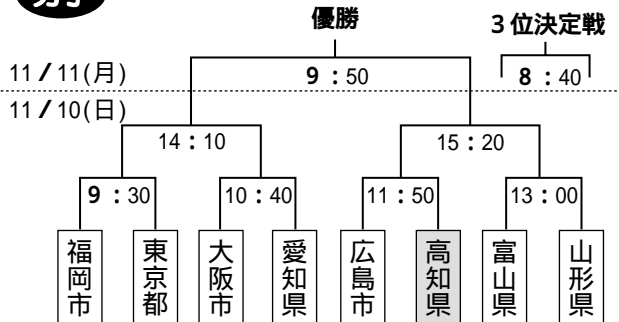 優勝
3位決定戦
11/11(月)
9:50
8:40
11/10(日)
14:10
15:20
9:30
10:40
11:50
13:00
福岡市
東京都
大阪市
愛知県
広島市
高知県
富山県
山形県